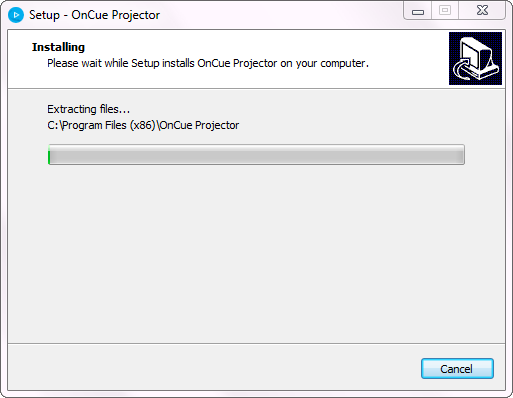 Setup - OnCue Projector
Installing
Please wait while Setup installs OnCue Projector on your computer.
Extracting files...
C:\Program Files (x86)\OnCue Projector
Cancel